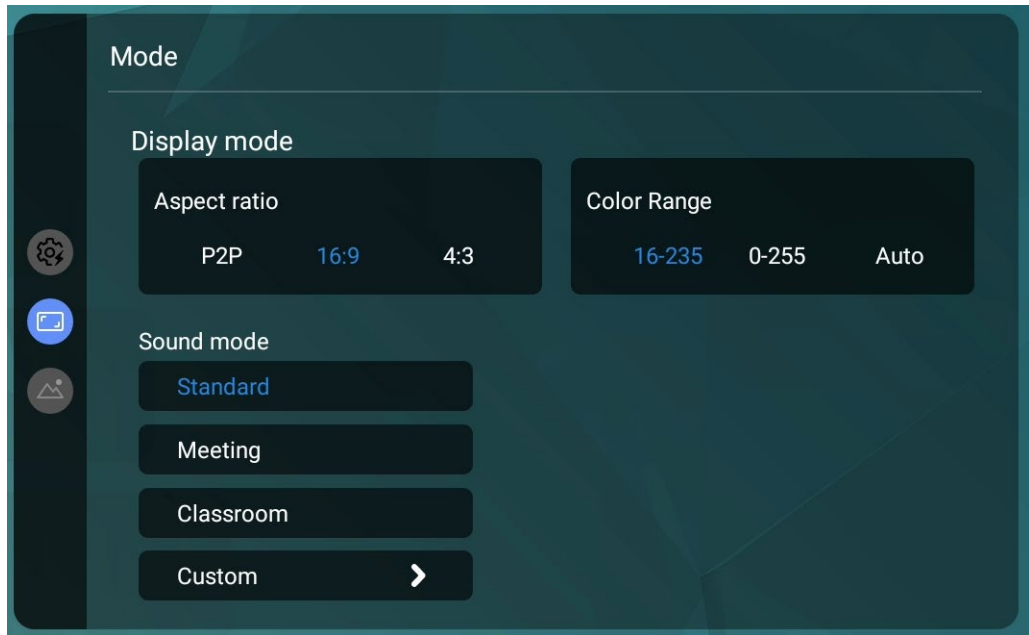 Mode
Display mode
Aspect ratio
P2P 16:9 4:3
Color Range
16-235 0-255 Auto
Sound mode
Standard
Meeting
Classroom
Custom